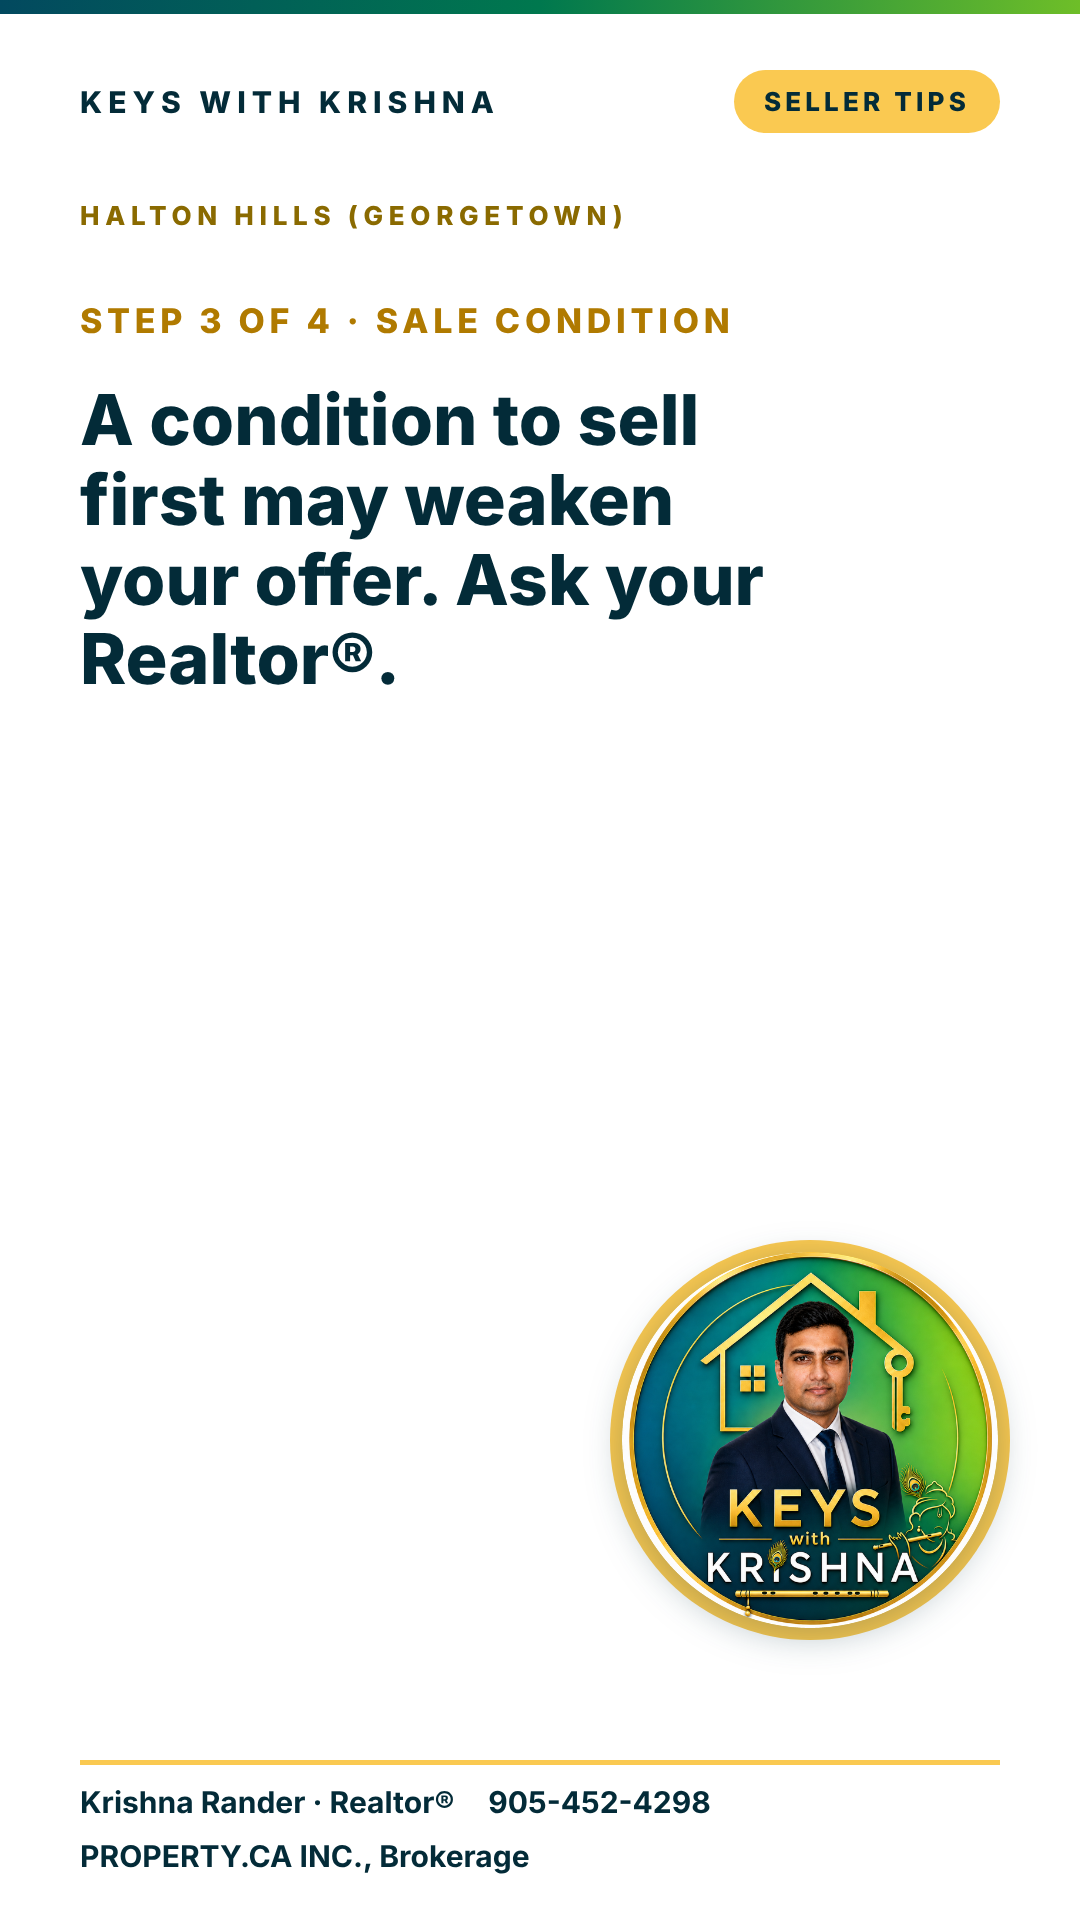 KEYS WITH KRISHNA
SELLER TIPS
HALTON HILLS (GEORGETOWN)
STEP 3 OF 4 · SALE CONDITION
A condition to sell
first may weaken
your offer. Ask your
Realtor®.
KEYS
with
KRISHNA
Krishna Rander · Realtor® 905-452-4298
PROPERTY.CA INC., Brokerage